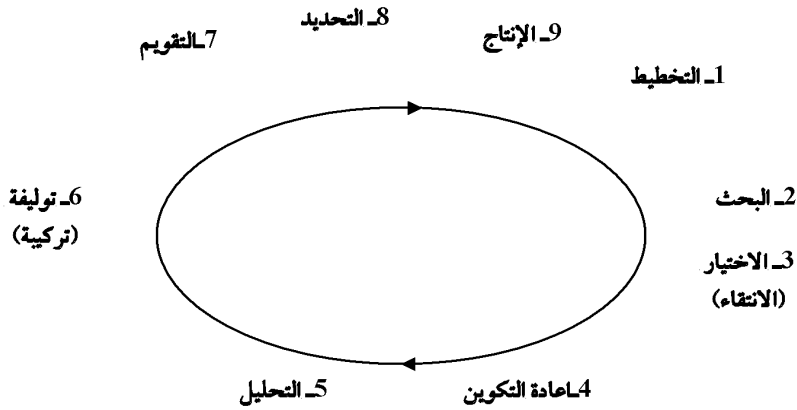 1ـ التخطيط
2ـ البحث
3ـ الاختيار
(الانتقاء)
4ـاعادة التكوين
5ـ التحليل
6ـ توليفة
(تركيبة)
7ـالتقويم
8ـ التحديد
9ـ الإنتاج